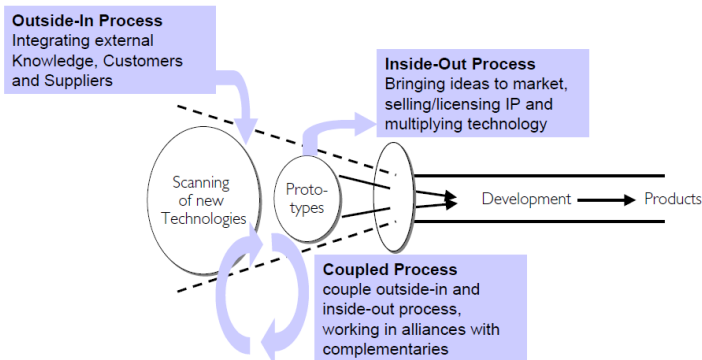 Outside-In Process
Integrating external
Knowledge, Customers
and Suppliers
Inside-Out Process
Bringing ideas to market,
selling/licensing IP and
multiplying technology
Scanning
of new
Technologies
Proto-
types
Development
Products
Coupled Process
couple outside-in and
inside-out process,
working in alliances with
complementaries